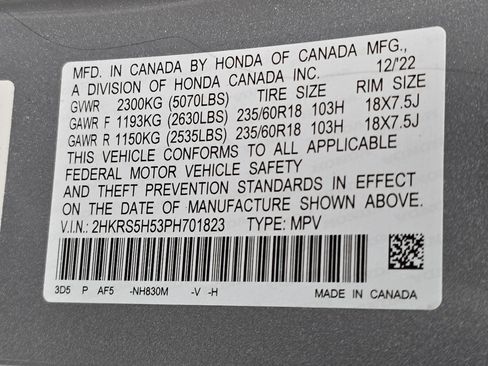 MFD. IN CANADA BY HONDA OF CANADA MFG.,
A DIVISION OF HONDA CANADA INC. 12/'22
GVWR 2300KG (5070LBS) TIRE SIZE RIM SIZE
GAWR F 1193KG (2630LBS) 235/60R18 103H 18X7.5J
GAWR R 1150KG (2535LBS) 235/60R18 103H 18X7.5J
THIS VEHICLE CONFORMS TO ALL APPLICABLE
FEDERAL MOTOR VEHICLE SAFETY
AND THEFT PREVENTION STANDARDS IN EFFECT
ON THE DATE OF MANUFACTURE SHOWN ABOVE.
V.I.N.: 2HKRS5H53PH701823 TYPE: MPV
3D5 P AF5 -NH830M -V -H MADE IN CANADA